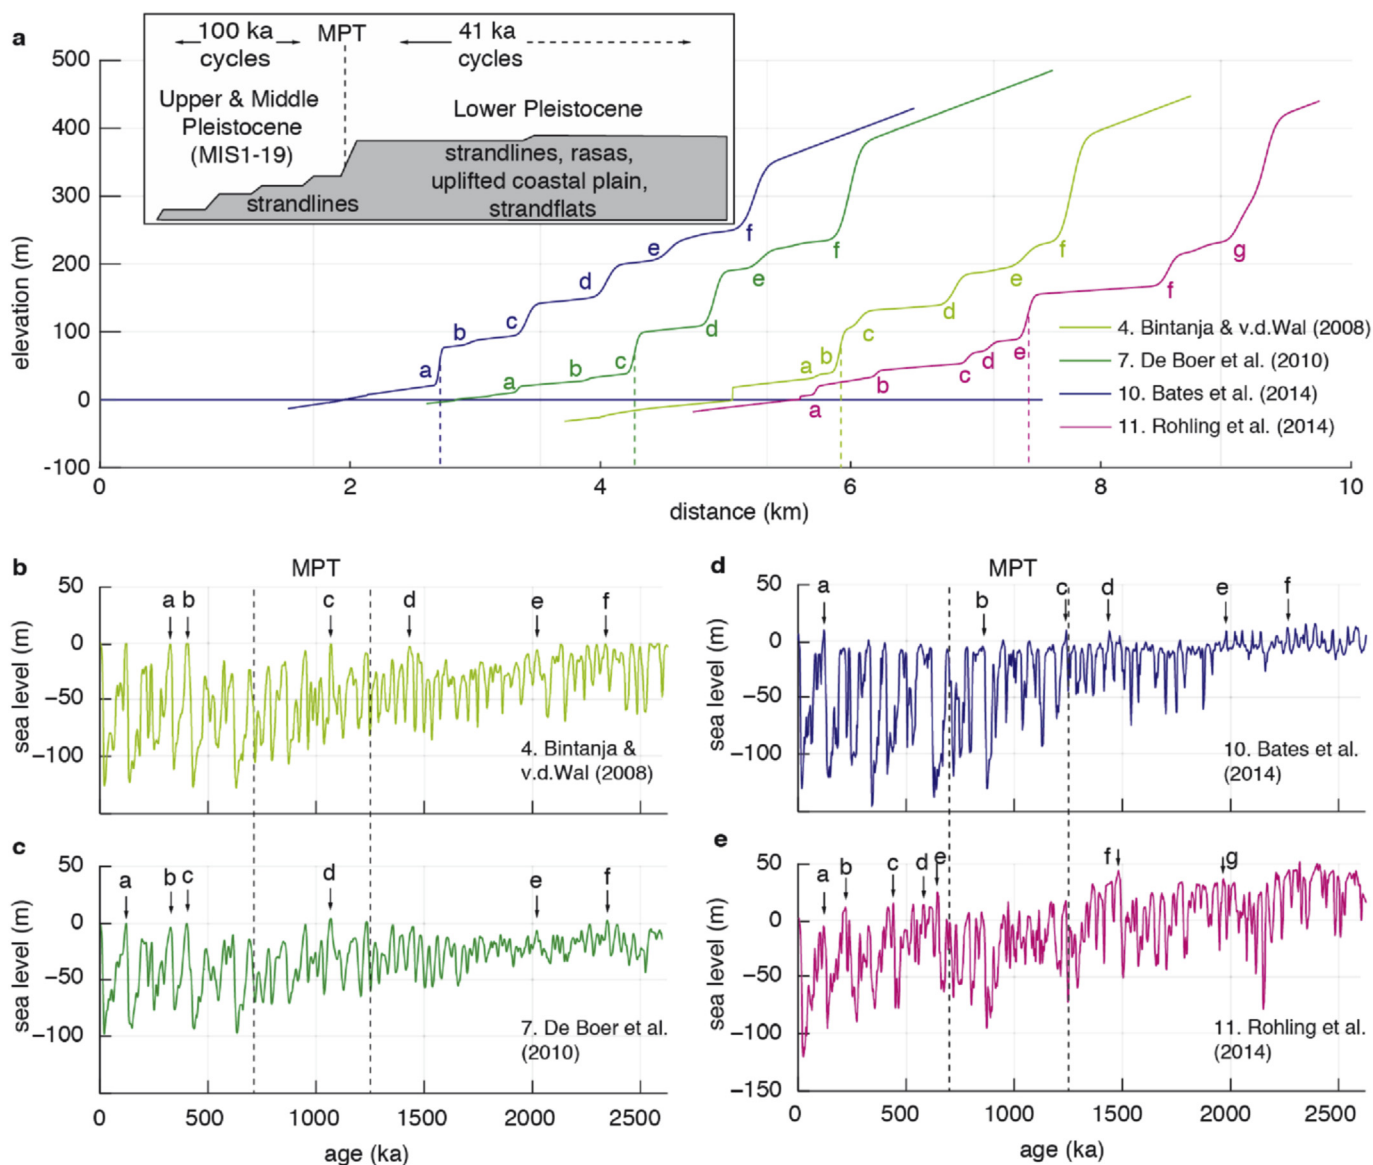 a
100 ka
cycles
MPT
41 ka
cycles
Upper & Middle
Pleistocene
(MIS1-19)
Lower Pleistocene
strandlines
strandlines, rasas,
uplifted coastal plain,
strandflats
500
400
300
200
100
0
-100
elevation (m)
a b c d e f
a b c d e f
a b c d e f
a b c d e f g
4. Bintanja & v.d.Wal (2008)
7. De Boer et al. (2010)
10. Bates et al. (2014)
11. Rohling et al. (2014)
0 2 4 6 8 10
distance (km)
b
MPT
50
0
−50
−100
sea level (m)
a b c d e f
4. Bintanja &
v.d.Wal (2008)
c
50
0
−50
−100
sea level (m)
a b c d e f
7. De Boer et al.
(2010)
0 500 1000 1500 2000 2500
age (ka)
d
MPT
50
0
−50
−100
sea level (m)
a b c d e f
10. Bates et al.
(2014)
e
50
0
−50
−100
−150
sea level (m)
a b c d e f g
11. Rohling et al.
(2014)
0 500 1000 1500 2000 2500
age (ka)